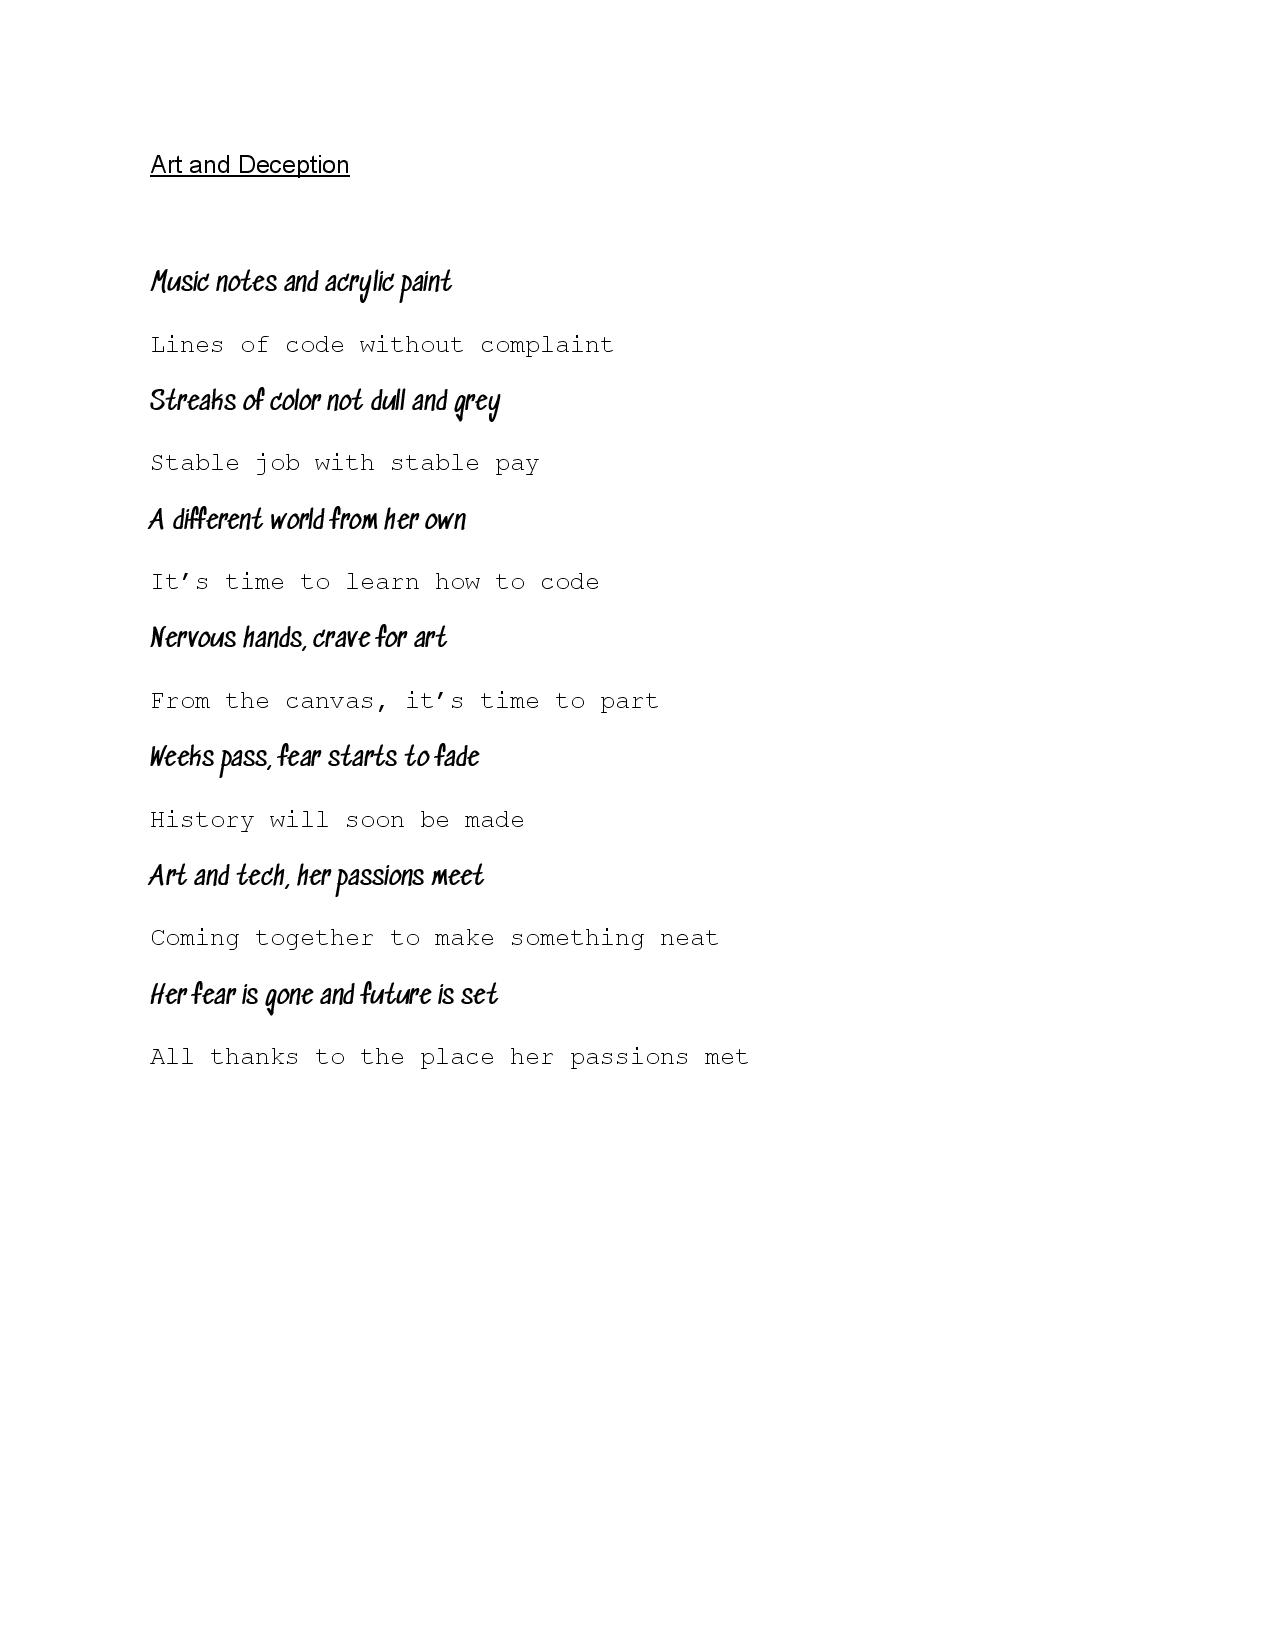 Art and Deception
Music notes and acrylic paint
Lines of code without complaint
Streaks of color not dull and grey
Stable job with stable pay
A different world from her own
It’s time to learn how to code
Nervous hands, crave for art
From the canvas, it’s time to part
Weeks pass, fear starts to fade
History will soon be made
Art and tech, her passions meet
Coming together to make something neat
Her fear is gone and future is set
All thanks to the place her passions met